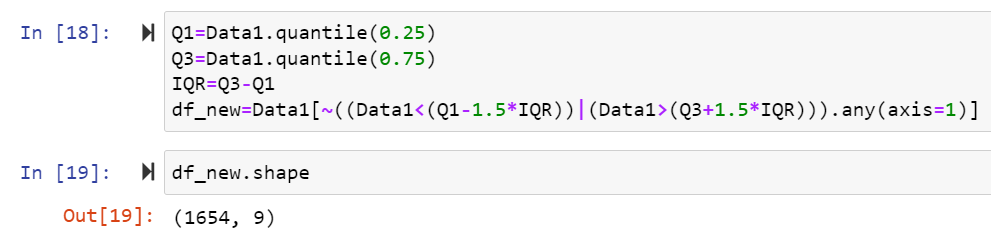 In [18]:
Q1=Data1.quantile(0.25)
Q3=Data1.quantile(0.75)
IQR=Q3-Q1
df_new=Data1[~((Data1<(Q1-1.5*IQR))|(Data1>(Q3+1.5*IQR))).any(axis=1)]
In [19]:
df_new.shape
Out[19]:
(1654, 9)